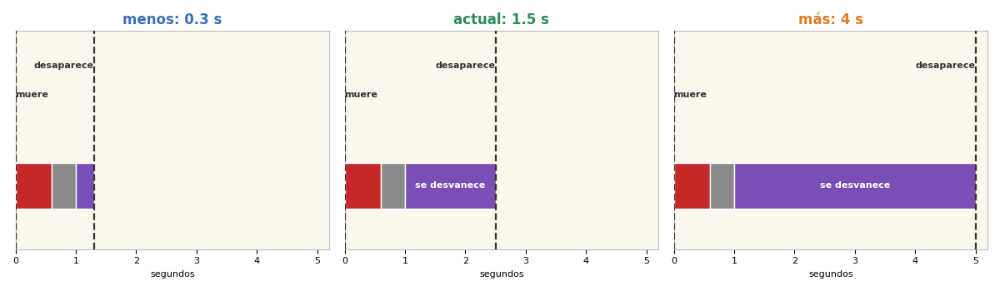 menos: 0.3 s
desaparece
muere
0 1 2 3 4 5
segundos
actual: 1.5 s
desaparece
muere
se desvanece
0 1 2 3 4 5
segundos
más: 4 s
desaparece
muere
se desvanece
0 1 2 3 4 5
segundos